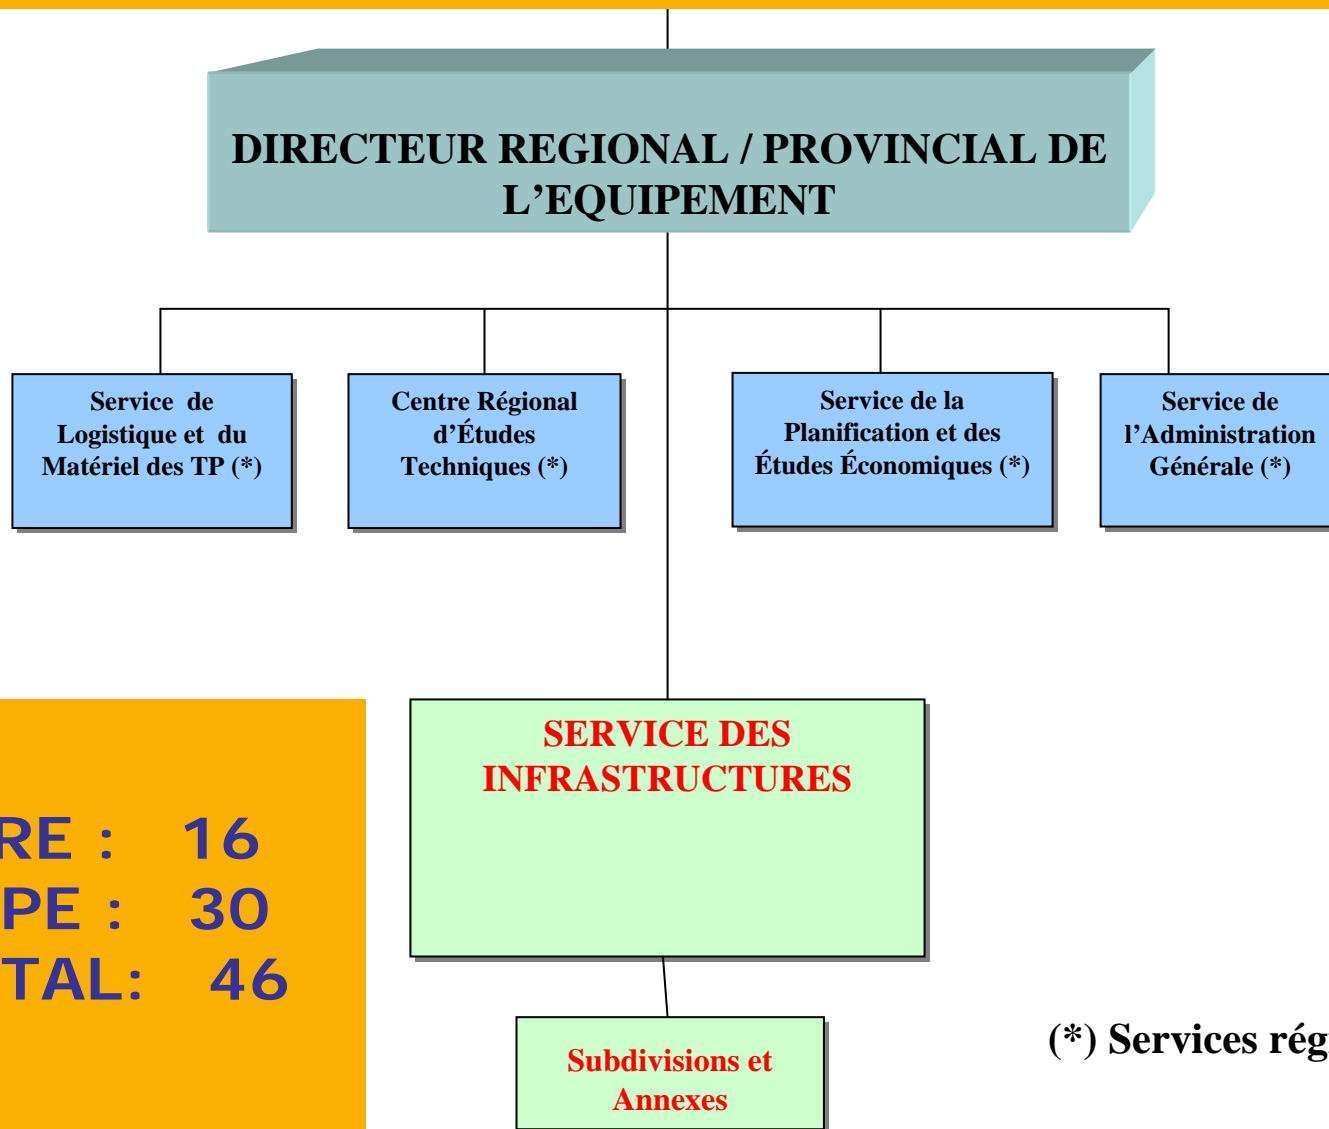 DIRECTEUR REGIONAL / PROVINCIAL DE
L’EQUIPEMENT
Service de
Logistique et du
Matériel des TP (*)
Centre Régional
d’Études
Techniques (*)
Service de la
Planification et des
Études Économiques (*)
Service de
l’Administration
Générale (*)
SERVICE DES
INFRASTRUCTURES
RE : 16
PE : 30
TAL: 46
Subdivisions et
Annexes
(*) Services rég